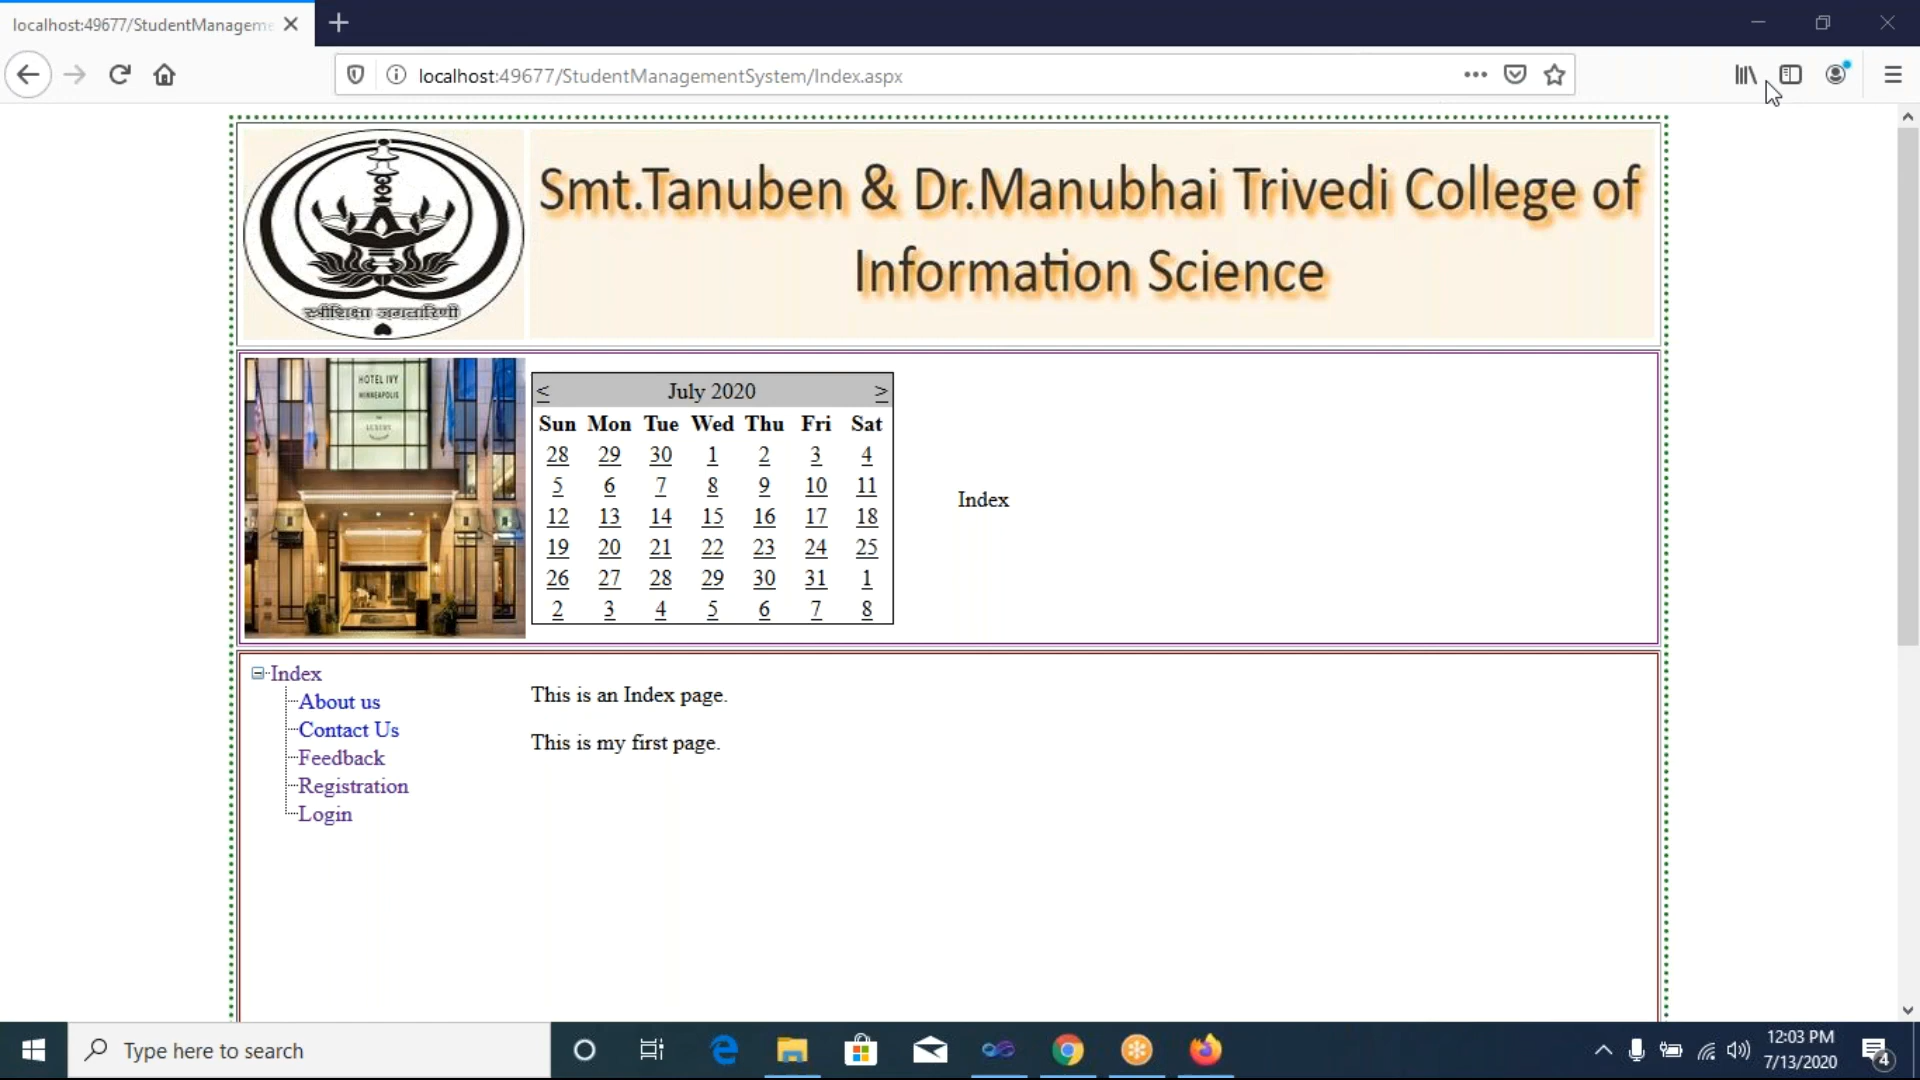 localhost:49677/StudentManageme
localhost:49677/StudentManagementSystem/Index.aspx
Smt.Tanuben & Dr.Manubhai Trivedi College of
Information Science
स्त्रीशिक्षा जगतारिणी
HOTEL IVY
MINNEAPOLIS
LUXURY
< July 2020 >
Sun Mon Tue Wed Thu Fri Sat
28 29 30 1 2 3 4
5 6 7 8 9 10 11
12 13 14 15 16 17 18
19 20 21 22 23 24 25
26 27 28 29 30 31 1
2 3 4 5 6 7 8
Index
Index
About us
Contact Us
Feedback
Registration
Login
This is an Index page.
This is my first page.
Type here to search
12:03 PM
7/13/2020
4